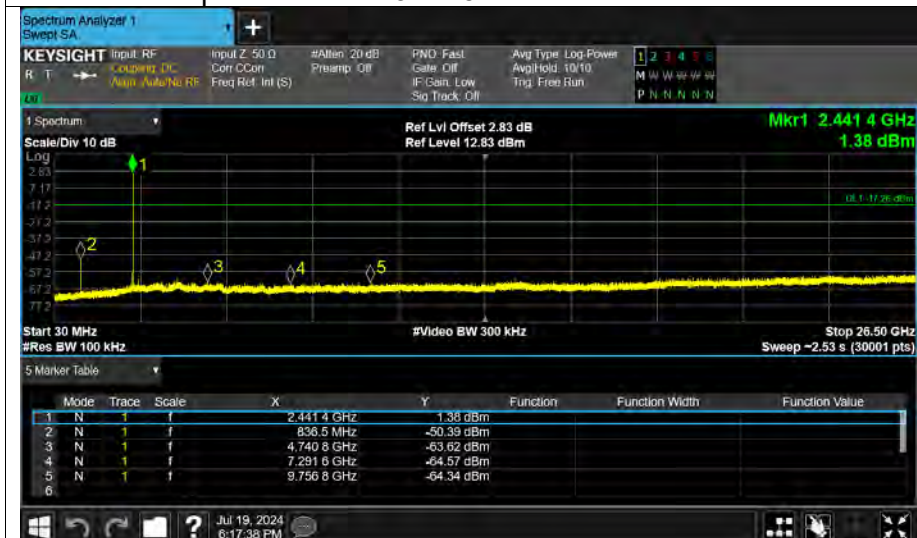 Spectrum Analyzer 1
Swept SA
+
KEYSIGHT Input: RF Input Z: 50 Ω #Atten: 20 dB PNO: Fast Avg Type: Log-Power 1 2 3 4 5 6
R T Coupling: DC Corr CCorr Preamp: Off Gate: Off Avg|Hold: 10/10 M W W W W W
Align: Auto/No RF Freq Ref: Int (S) IF Gain: Low Trig: Free Run
Sig Track: Off P N N N N N
1 Spectrum Ref Lvl Offset 2.83 dB Mkr1 2.441 4 GHz
Scale/Div 10 dB Ref Level 12.83 dBm 1.38 dBm
Log
2.83
1
-7.17
-17.2
DL1 -17.26 dBm
-27.2
-37.2
2
-47.2
-57.2
3 4 5
-67.2
-77.2
Start 30 MHz #Video BW 300 kHz Stop 26.50 GHz
#Res BW 100 kHz Sweep ~2.53 s (30001 pts)
5 Marker Table
Mode Trace Scale X Y Function Function Width Function Value
1 N 1 f 2.441 4 GHz 1.38 dBm
2 N 1 f 836.5 MHz -50.39 dBm
3 N 1 f 4.740 8 GHz -63.62 dBm
4 N 1 f 7.291 6 GHz -64.57 dBm
5 N 1 f 9.756 8 GHz -64.34 dBm
6
? Jul 19, 2024
6:17:38 PM